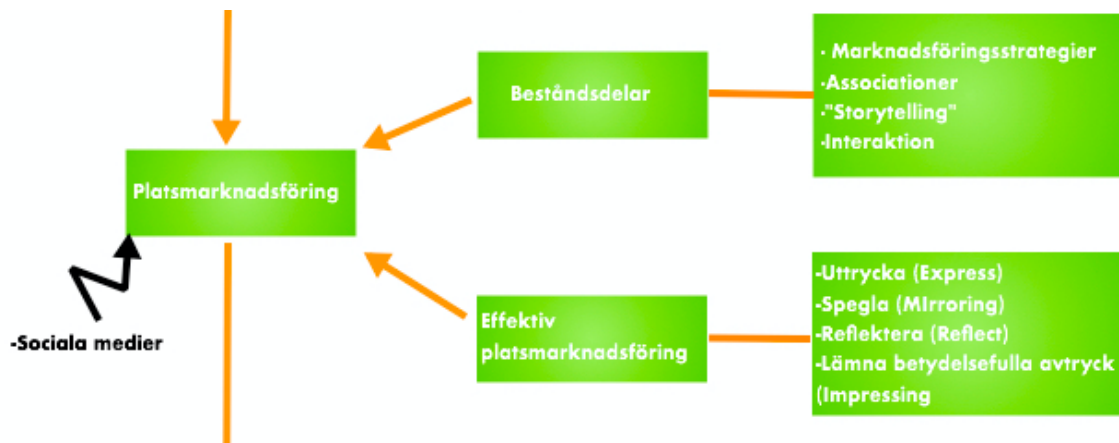 Platsmarknadsföring
-Sociala medier
Beståndsdelar
- Marknadsföringsstrategier
-Associationer
-"Storytelling"
-Interaktion
Effektiv
platsmarknadsföring
-Uttrycka (Express)
-Spegla (MIrroring)
-Reflektera (Reflect)
-Lämna betydelsefulla avtryck
(Impressing